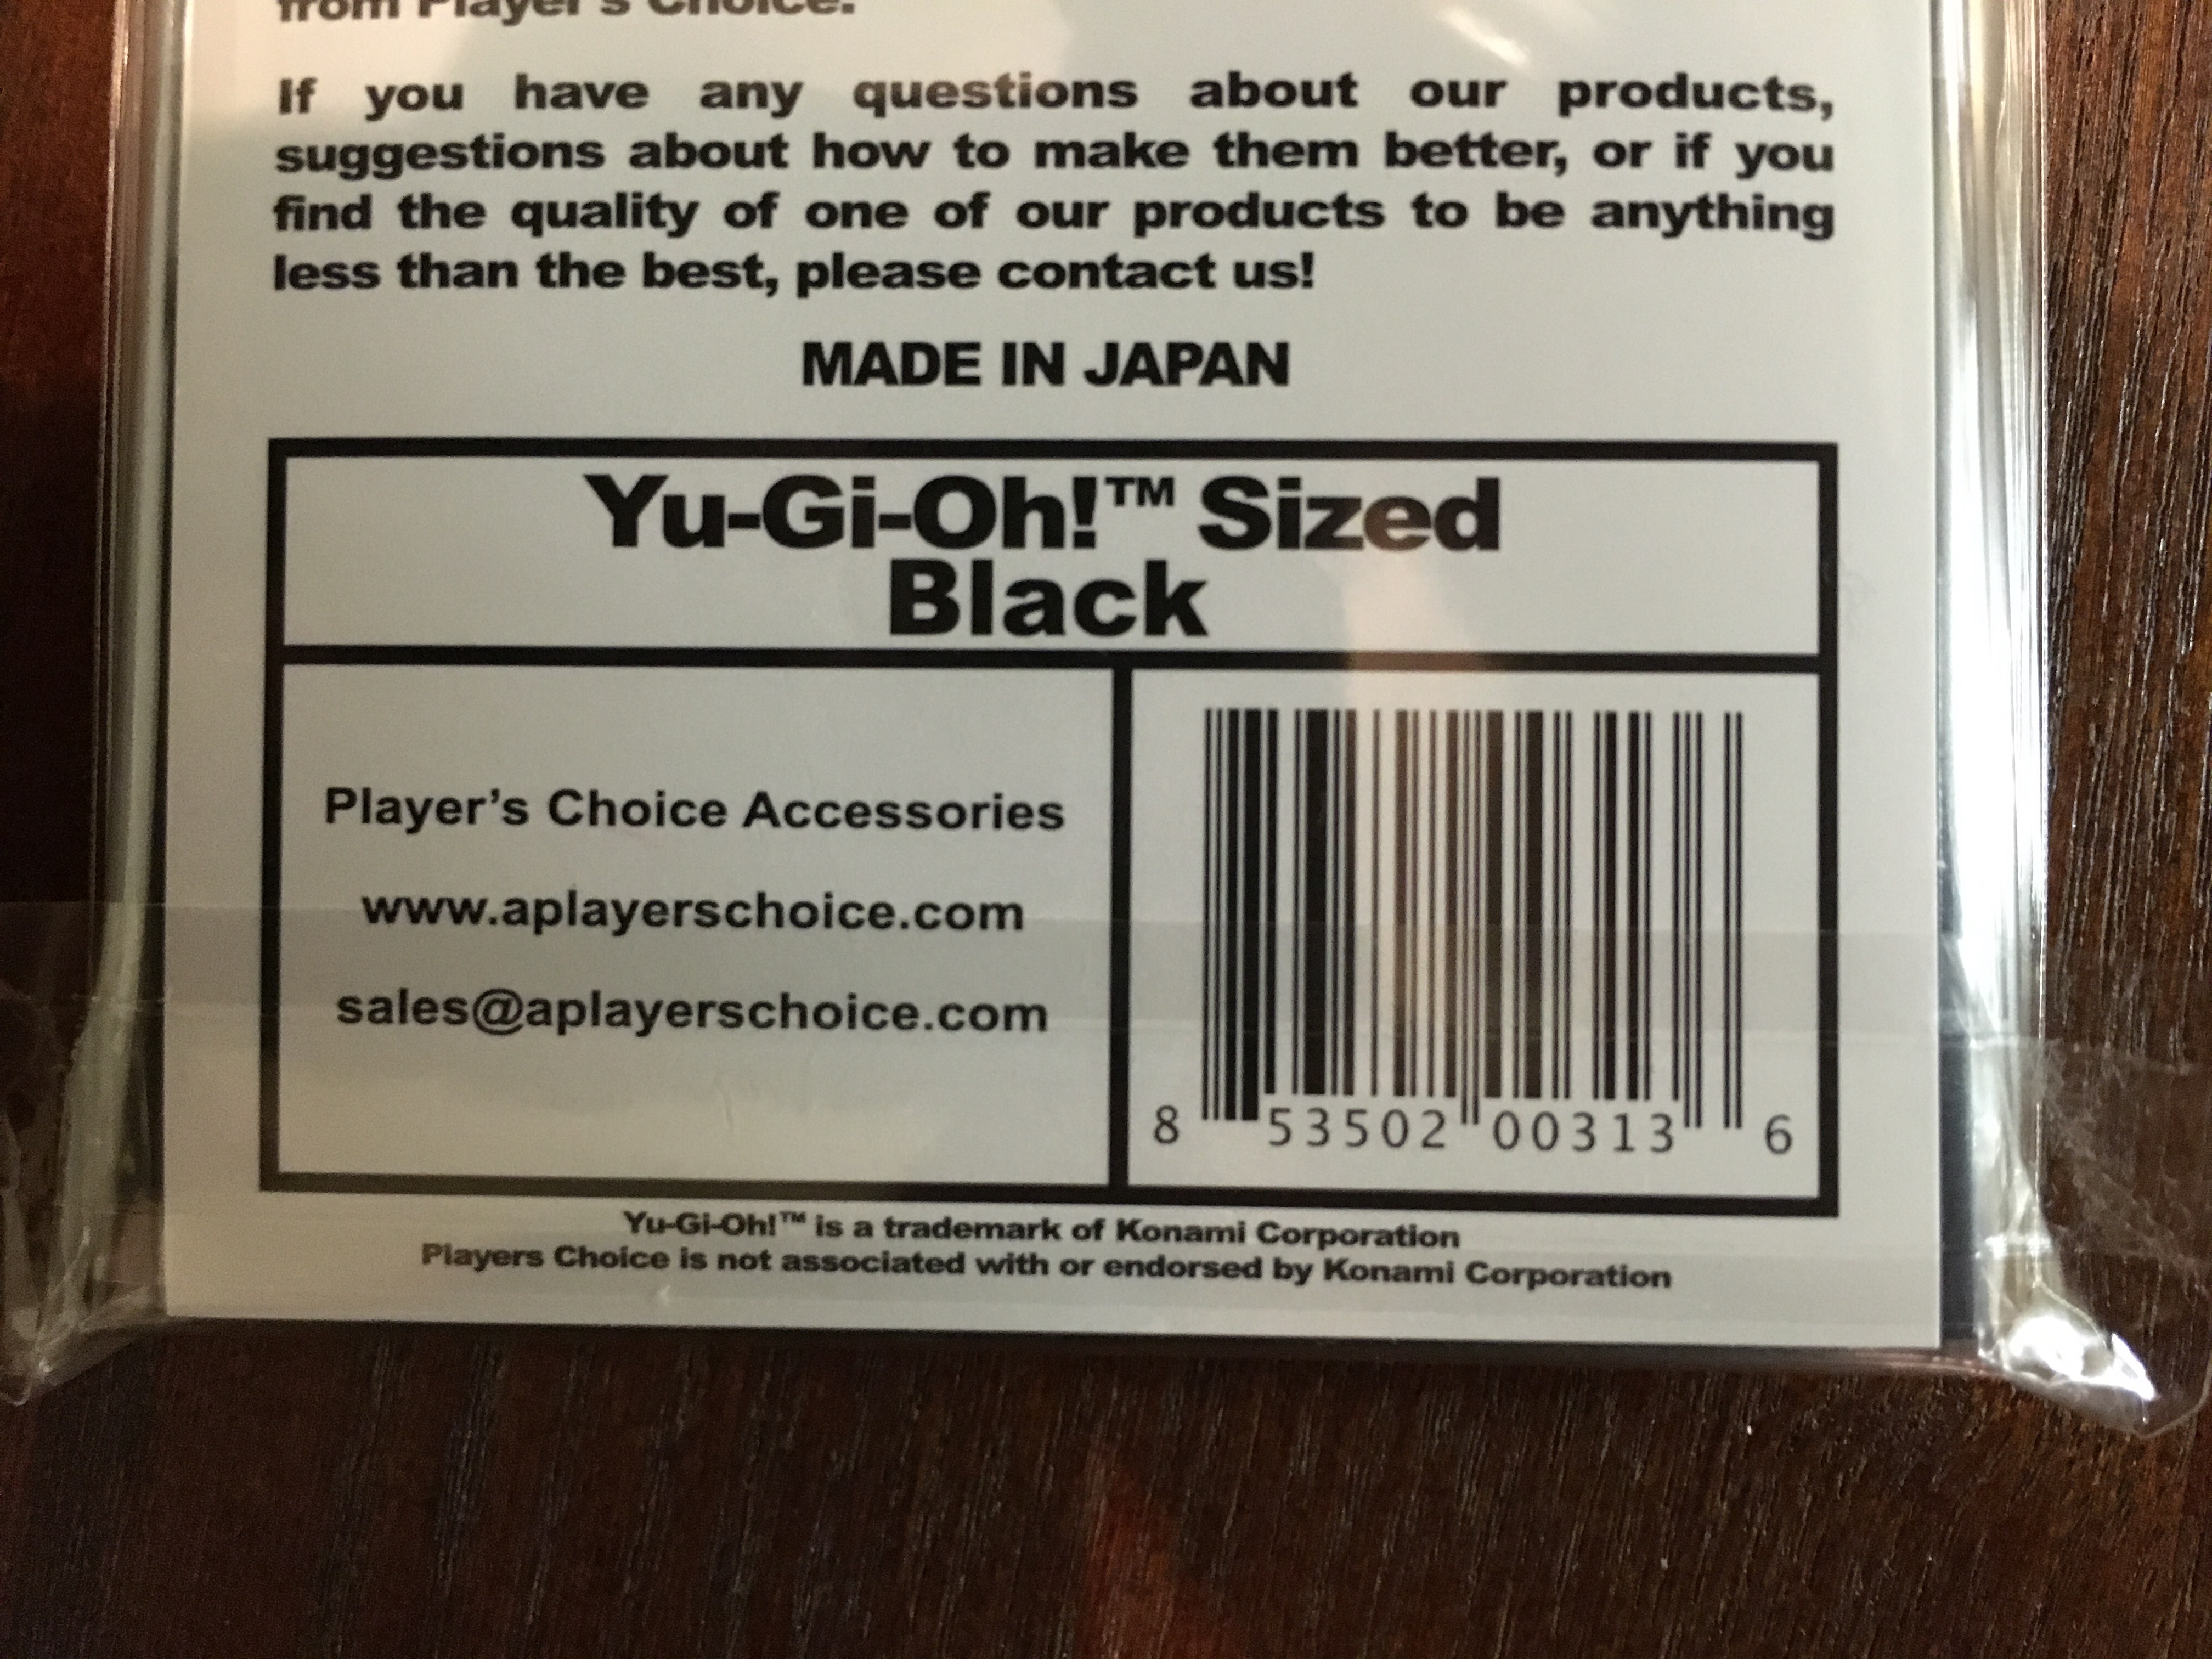 from Player's Choice.
If you have any questions about our products,
suggestions about how to make them better, or if you
find the quality of one of our products to be anything
less than the best, please contact us!
MADE IN JAPAN
Yu-Gi-Oh!™ Sized
Black
Player’s Choice Accessories
www.aplayerschoice.com
sales@aplayerschoice.com
8 53502 00313 6
Yu-Gi-Oh!™ is a trademark of Konami Corporation
Players Choice is not associated with or endorsed by Konami Corporation